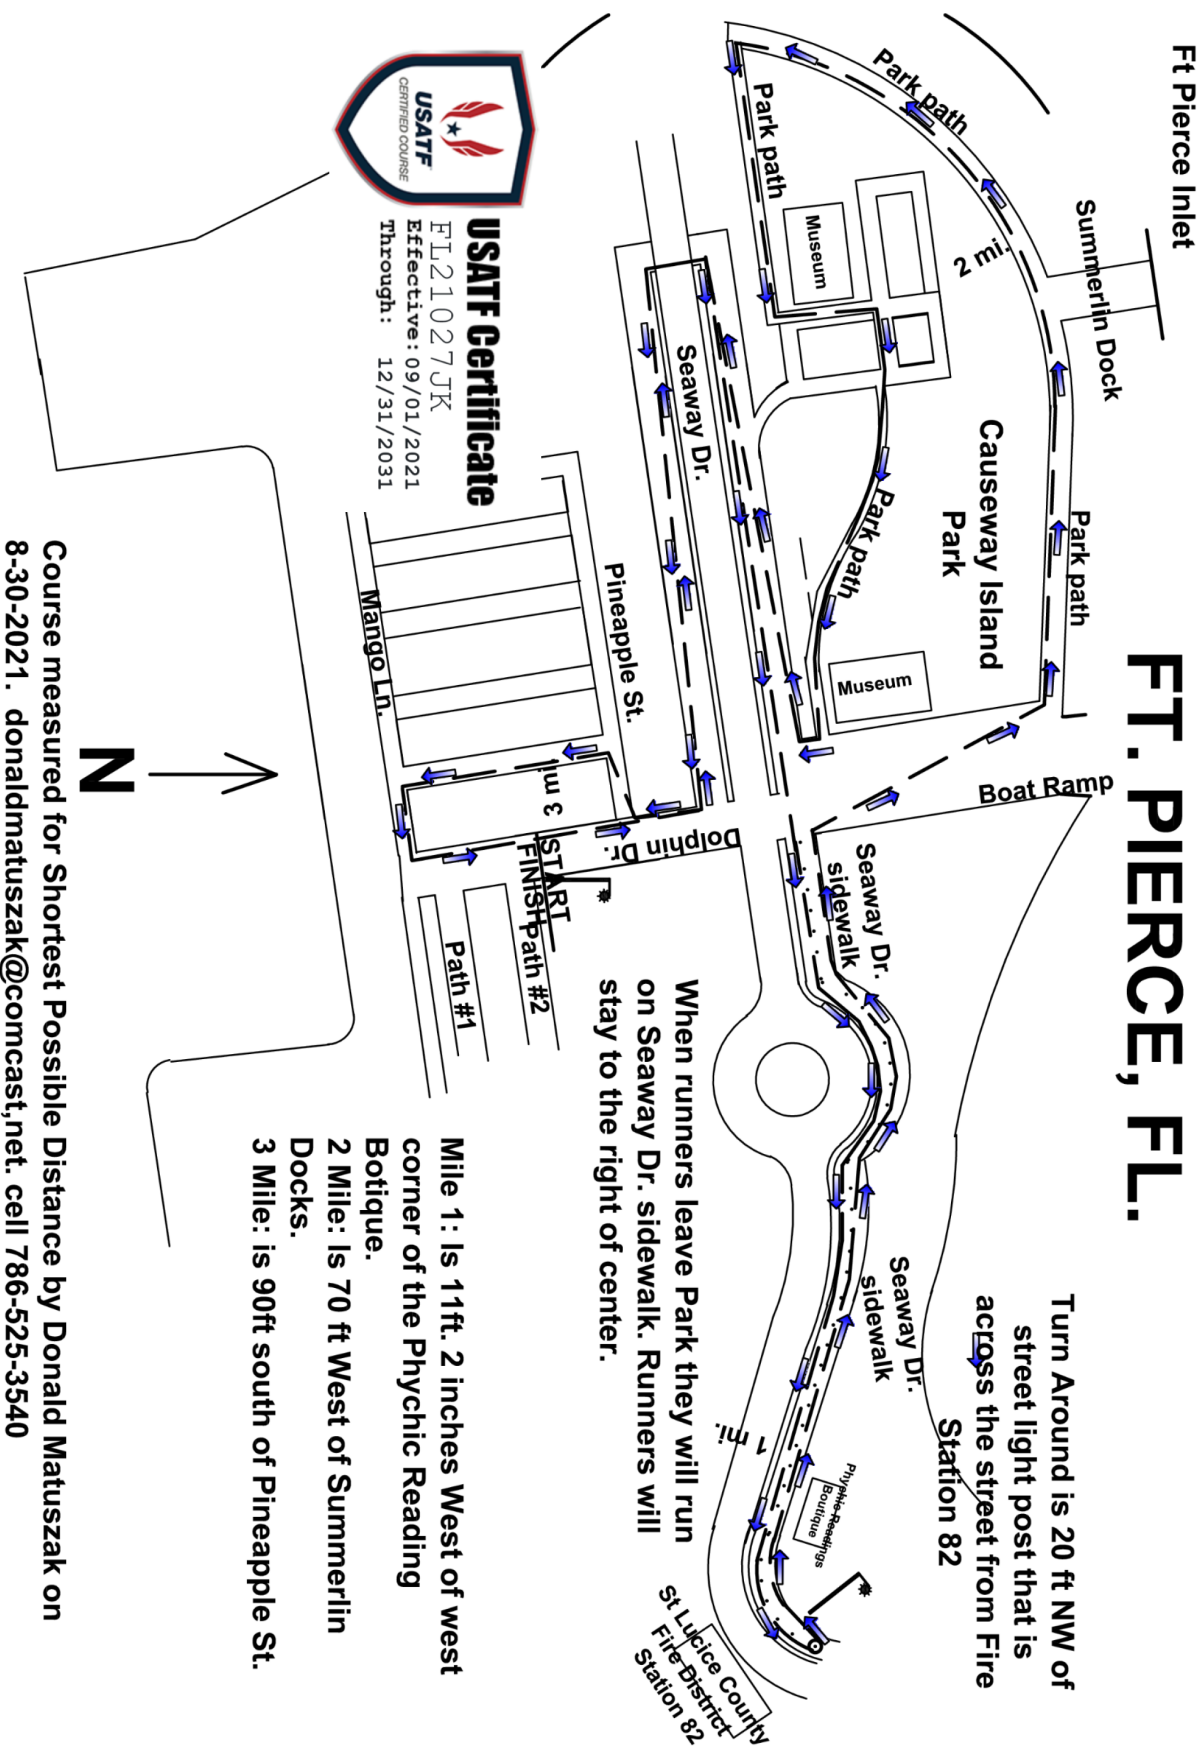 Ft Pierce Inlet
FT. PIERCE, FL.
Summerlin Dock
Park path
Park path
Park path
Park path
2 mi.
Museum
Museum
Causeway Island
Park
Boat Ramp
Turn Around is 20 ft NW of
street light post that is
across the street from Fire
Station 82
Seaway Dr.
sidewalk
Seaway Dr.
sidewalk
Phychic Readings
Boutique
1 mi.
St Lucice County
Fire District
Station 82
Seaway Dr.
Dolphin Dr.
Pineapple St.
Mango Ln.
3 mi
START
FINISH
Path #2
Path #1
When runners leave Park they will run
on Seaway Dr. sidewalk. Runners will
stay to the right of center.
Mile 1: Is 11ft. 2 inches West of west
corner of the Phychic Reading
Botique.
2 Mile: Is 70 ft West of Summerlin
Docks.
3 Mile: is 90ft south of Pineapple St.
USATF
CERTIFIED COURSE
USATF Certificate
FL21027JK
Effective: 09/01/2021
Through: 12/31/2031
N
Course measured for Shortest Possible Distance by Donald Matuszak on
8-30-2021. donaldmatuszak@comcast,net. cell 786-525-3540